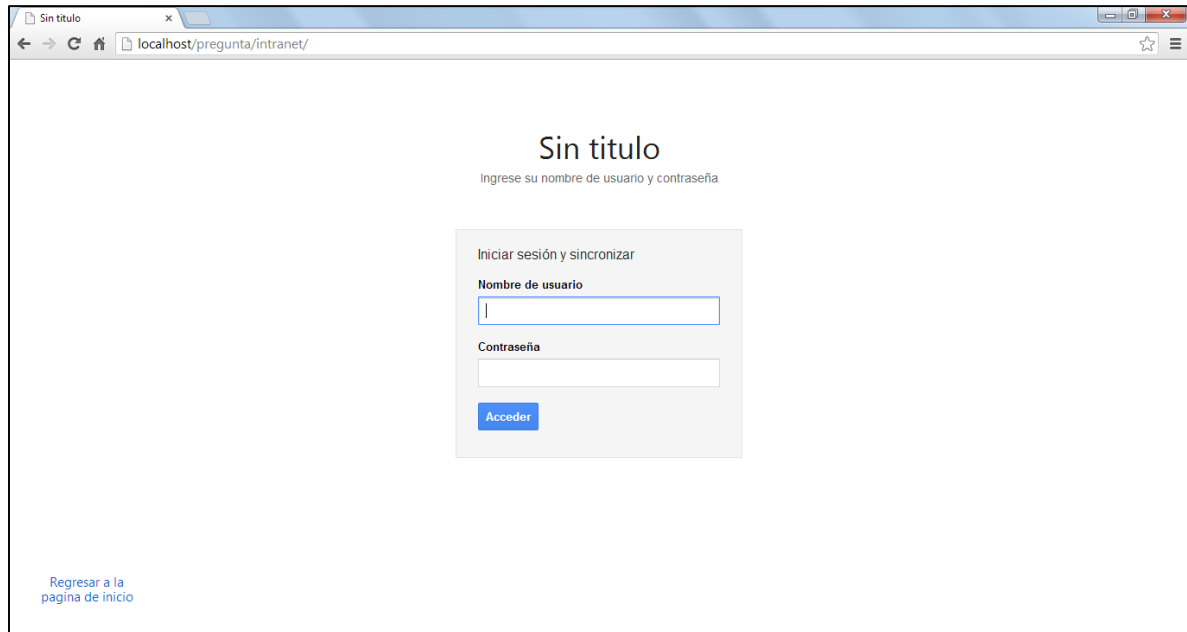 Sin titulo
localhost/pregunta/intranet/
Sin titulo
Ingrese su nombre de usuario y contraseña
Iniciar sesión y sincronizar
Nombre de usuario
Contraseña
Acceder
Regresar a la
pagina de inicio